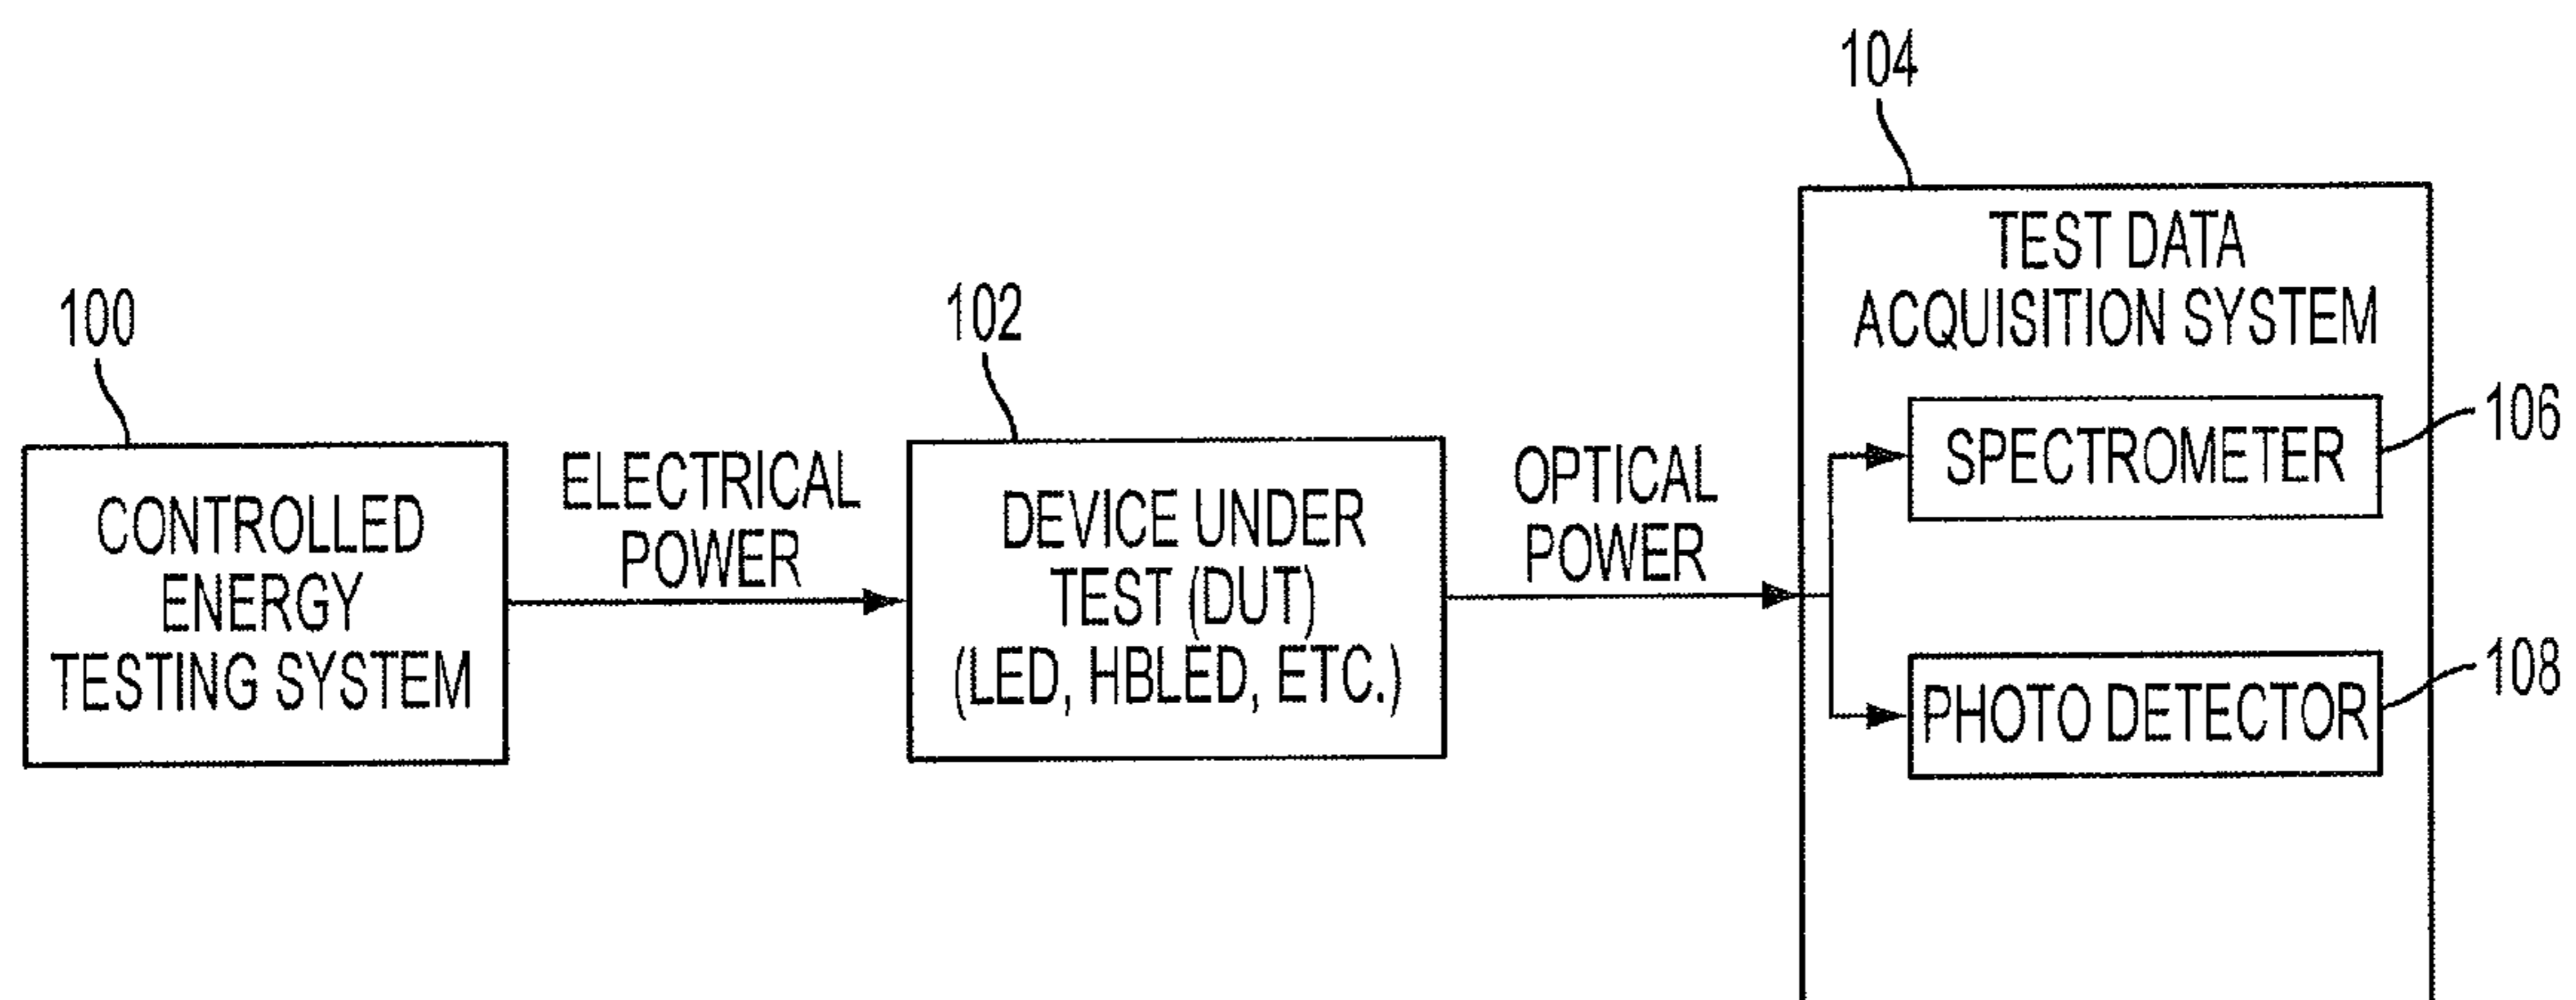 100
CONTROLLED
ENERGY
TESTING SYSTEM
ELECTRICAL
POWER
102
DEVICE UNDER
TEST (DUT)
(LED, HBLED, ETC.)
OPTICAL
POWER
104
TEST DATA
ACQUISITION SYSTEM
SPECTROMETER
106
PHOTO DETECTOR
108